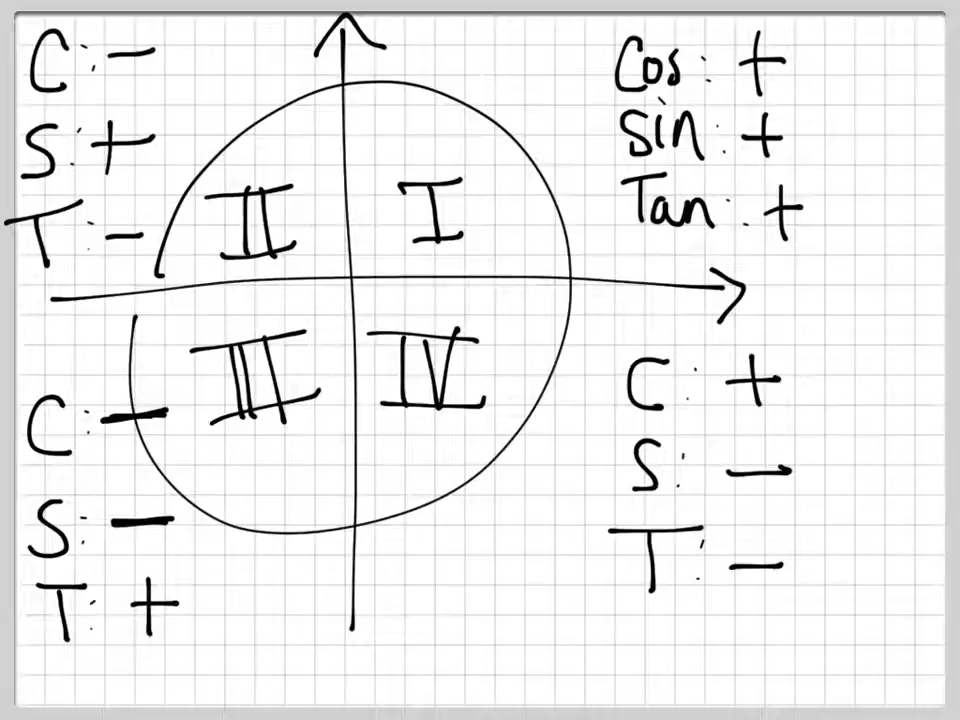 C: −
S: +
T: −
Cos: +
Sin: +
Tan: +
II
I
III
IV
C: −
S: −
T: +
C: +
S: −
T: −